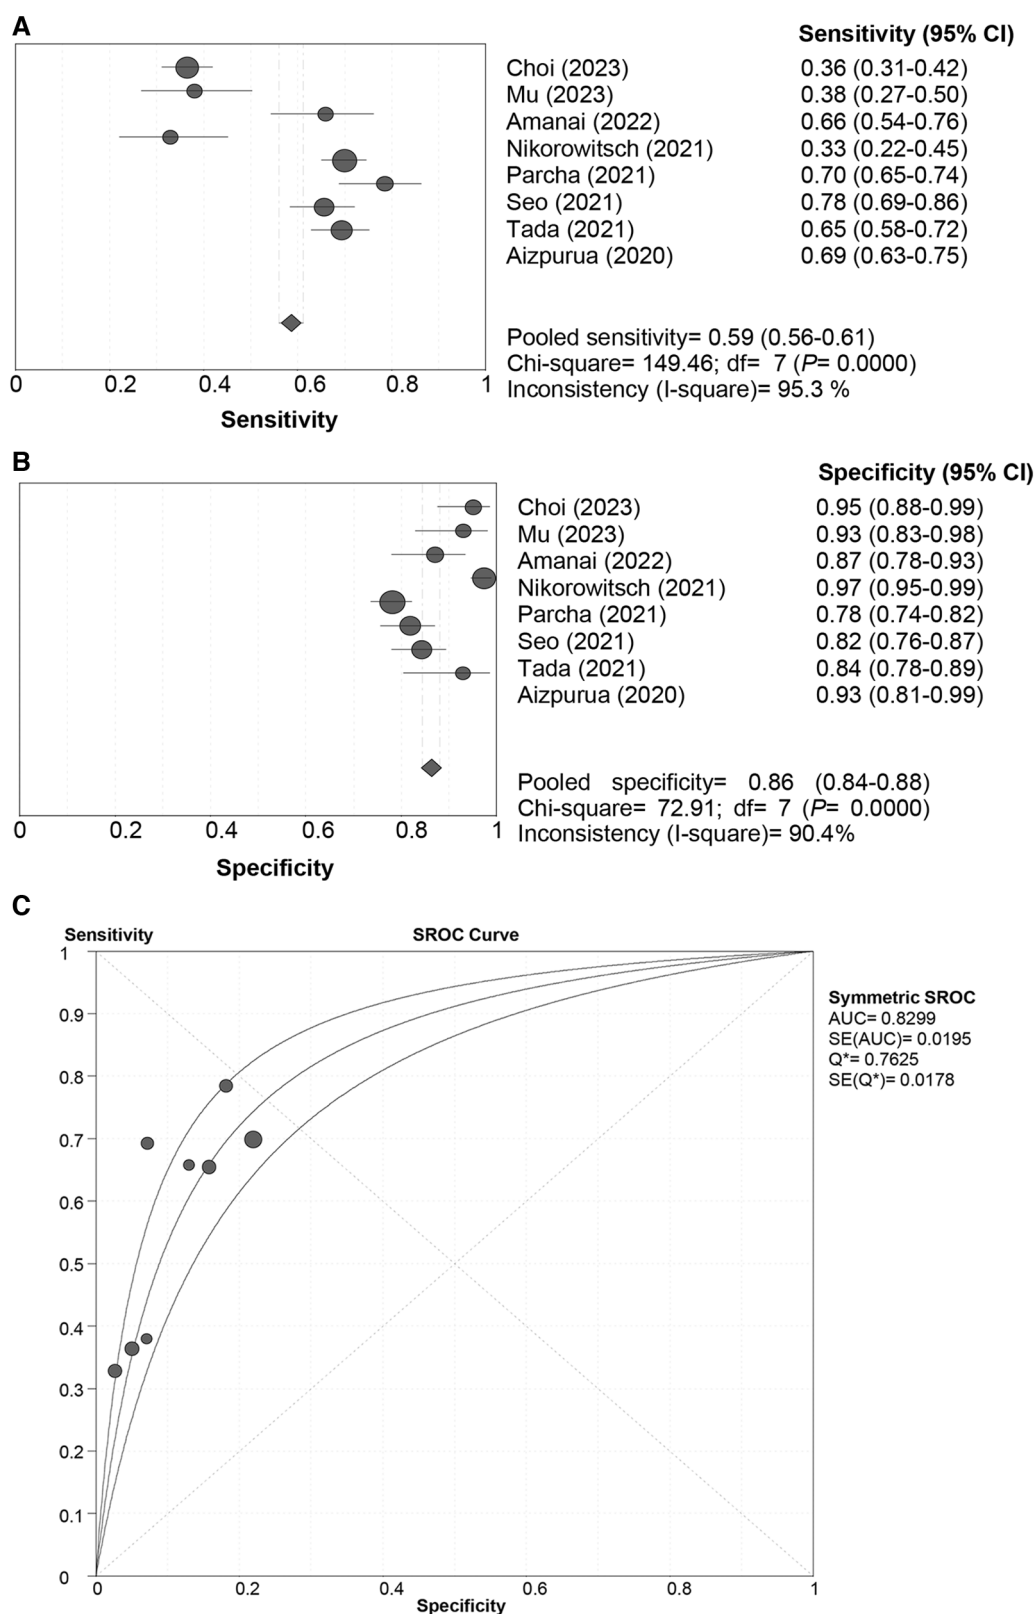 A
Sensitivity (95% CI)
Choi (2023) 0.36 (0.31-0.42)
Mu (2023) 0.38 (0.27-0.50)
Amanai (2022) 0.66 (0.54-0.76)
Nikorowitsch (2021) 0.33 (0.22-0.45)
Parcha (2021) 0.70 (0.65-0.74)
Seo (2021) 0.78 (0.69-0.86)
Tada (2021) 0.65 (0.58-0.72)
Aizpurua (2020) 0.69 (0.63-0.75)
Pooled sensitivity= 0.59 (0.56-0.61)
Chi-square= 149.46; df= 7 (P= 0.0000)
Inconsistency (I-square)= 95.3 %
0 0.2 0.4 0.6 0.8 1
Sensitivity
B
Specificity (95% CI)
Choi (2023) 0.95 (0.88-0.99)
Mu (2023) 0.93 (0.83-0.98)
Amanai (2022) 0.87 (0.78-0.93)
Nikorowitsch (2021) 0.97 (0.95-0.99)
Parcha (2021) 0.78 (0.74-0.82)
Seo (2021) 0.82 (0.76-0.87)
Tada (2021) 0.84 (0.78-0.89)
Aizpurua (2020) 0.93 (0.81-0.99)
Pooled specificity= 0.86 (0.84-0.88)
Chi-square= 72.91; df= 7 (P= 0.0000)
Inconsistency (I-square)= 90.4%
0 0.2 0.4 0.6 0.8 1
Specificity
C
Sensitivity SROC Curve
1
0.9
0.8
0.7
0.6
0.5
0.4
0.3
0.2
0.1
0
Symmetric SROC
AUC= 0.8299
SE(AUC)= 0.0195
Q*= 0.7625
SE(Q*)= 0.0178
0 0.2 0.4 0.6 0.8 1
Specificity